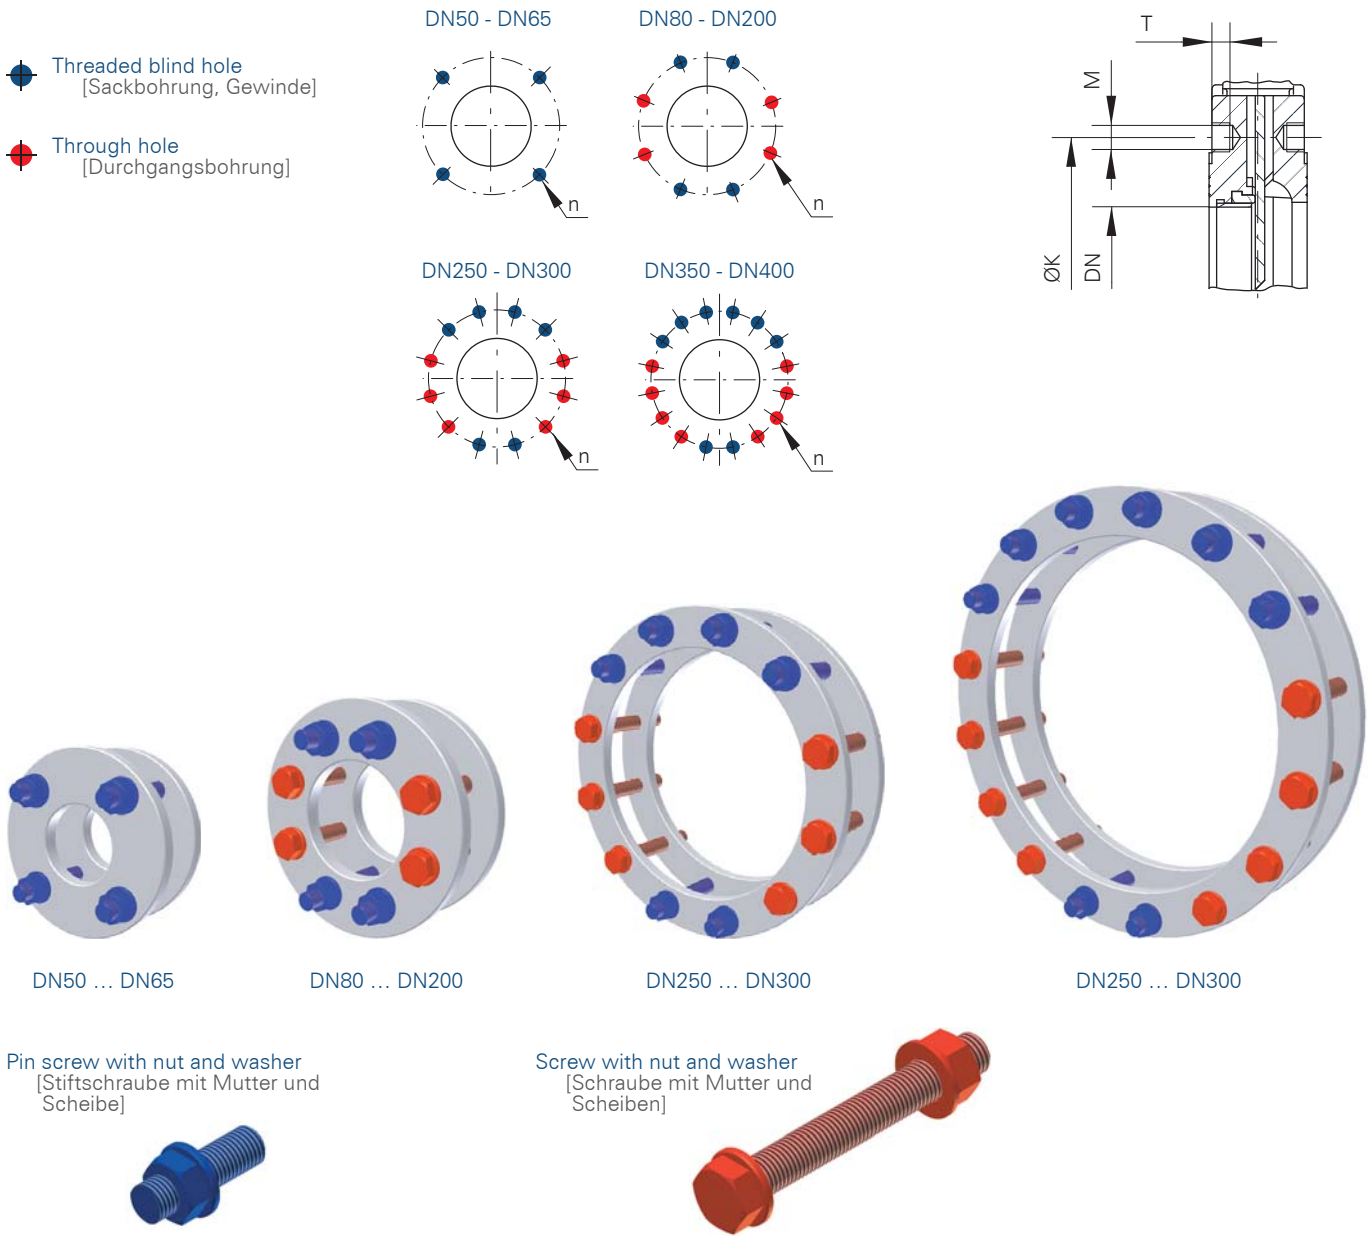 DN50 - DN65
DN80 - DN200
Threaded blind hole
[Sackbohrung, Gewinde]
Through hole
[Durchgangsbohrung]
n
n
T
M
ØK
DN
DN250 - DN300
DN350 - DN400
n
n
DN50 ... DN65
DN80 ... DN200
DN250 ... DN300
DN250 ... DN300
Pin screw with nut and washer
[Stiftschraube mit Mutter und
Scheibe]
Screw with nut and washer
[Schraube mit Mutter und
Scheiben]